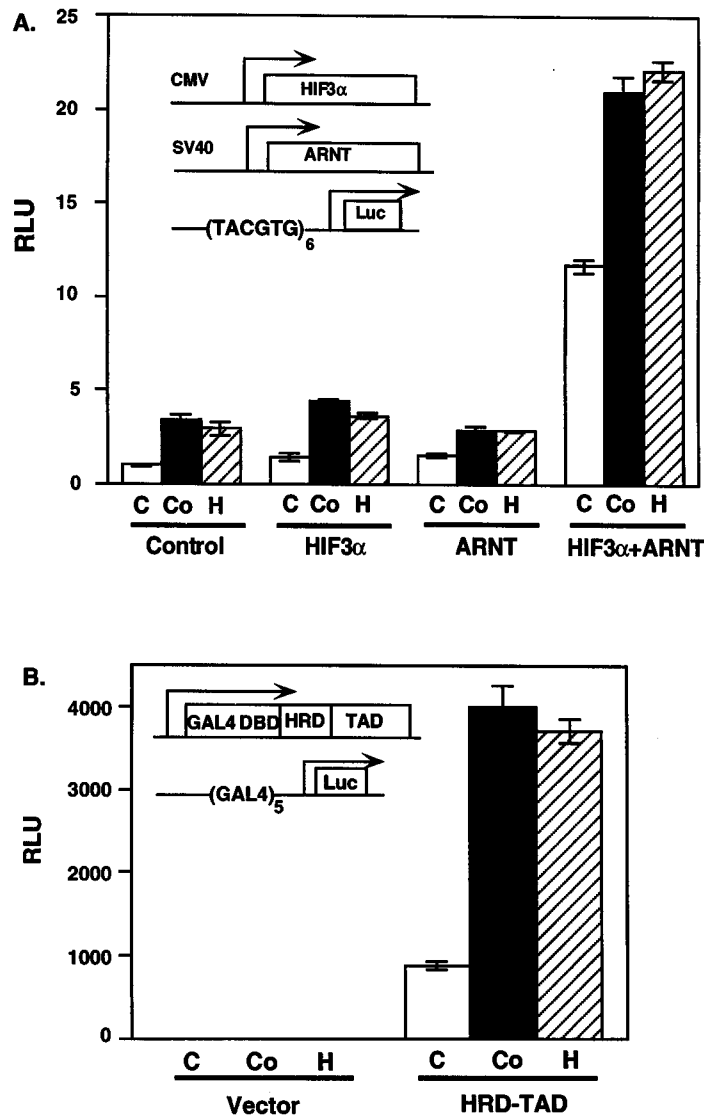 A.
25
20
15
10
5
0
RLU
CMV
HIF3α
SV40
ARNT
Luc
(TACGTG)6
C Co H C Co H C Co H C Co H
Control HIF3α ARNT HIF3α+ARNT
B.
4000
3000
2000
1000
0
RLU
GAL4 DBD HRD TAD
Luc
(GAL4)5
C Co H C Co H
Vector HRD-TAD